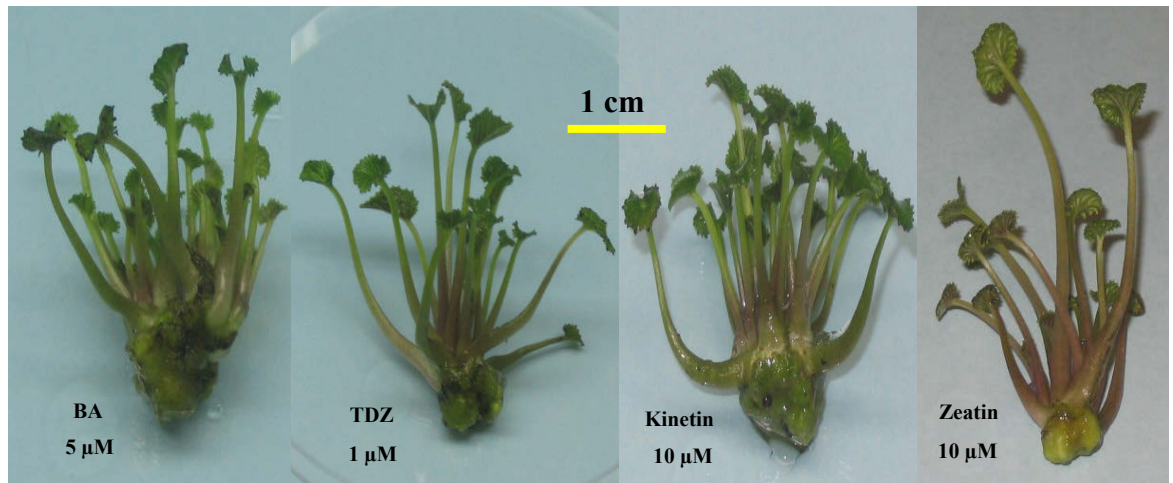 1 cm
BA
5 µM
TDZ
1 µM
Kinetin
10 µM
Zeatin
10 µM